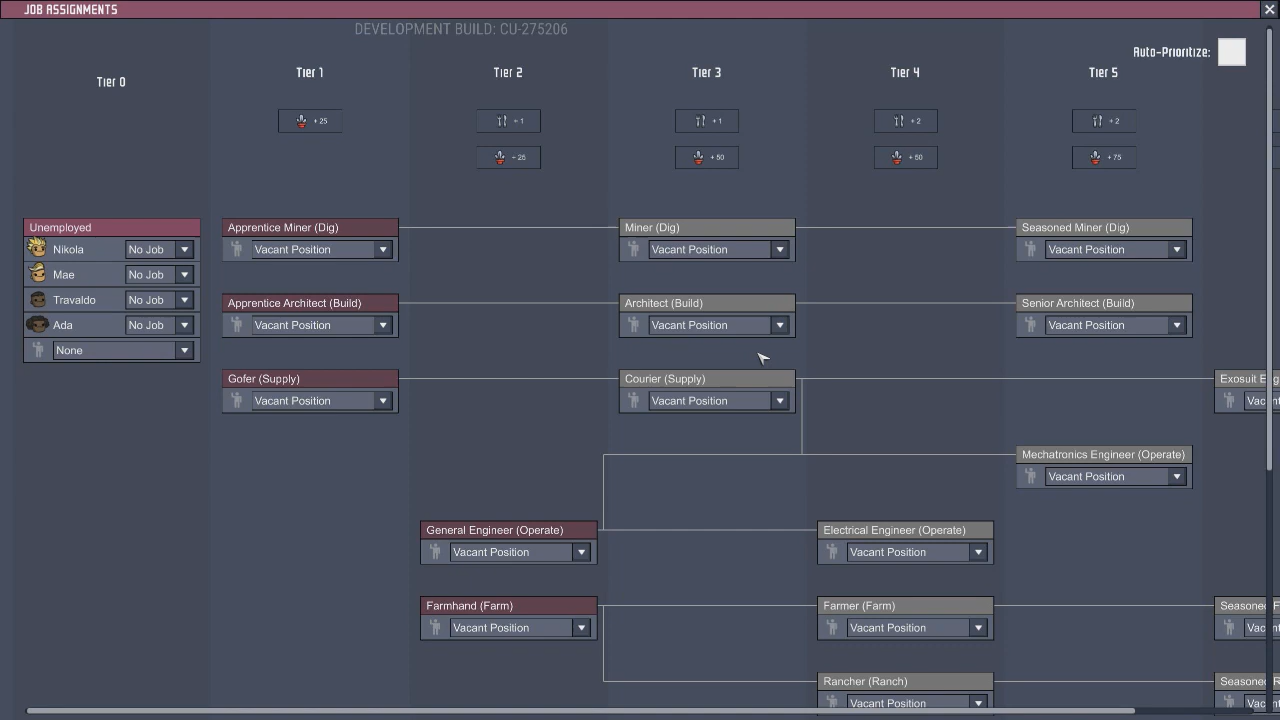 JOB ASSIGNMENTS
DEVELOPMENT BUILD: CU-275206
Auto-Prioritize:
Tier 0
Tier 1
Tier 2
Tier 3
Tier 4
Tier 5
+25
+1
+1
+2
+2
+25
+50
+50
+75
Unemployed
Nikola No Job
Mae No Job
Travaldo No Job
Ada No Job
None
Apprentice Miner (Dig)
Vacant Position
Miner (Dig)
Vacant Position
Seasoned Miner (Dig)
Vacant Position
Apprentice Architect (Build)
Vacant Position
Architect (Build)
Vacant Position
Senior Architect (Build)
Vacant Position
Gofer (Supply)
Vacant Position
Courier (Supply)
Vacant Position
Exosuit
Mechatronics Engineer (Operate)
Vacant Position
General Engineer (Operate)
Vacant Position
Electrical Engineer (Operate)
Vacant Position
Farmhand (Farm)
Vacant Position
Farmer (Farm)
Vacant Position
Seasoned
Rancher (Ranch)
Vacant Position
Seasoned